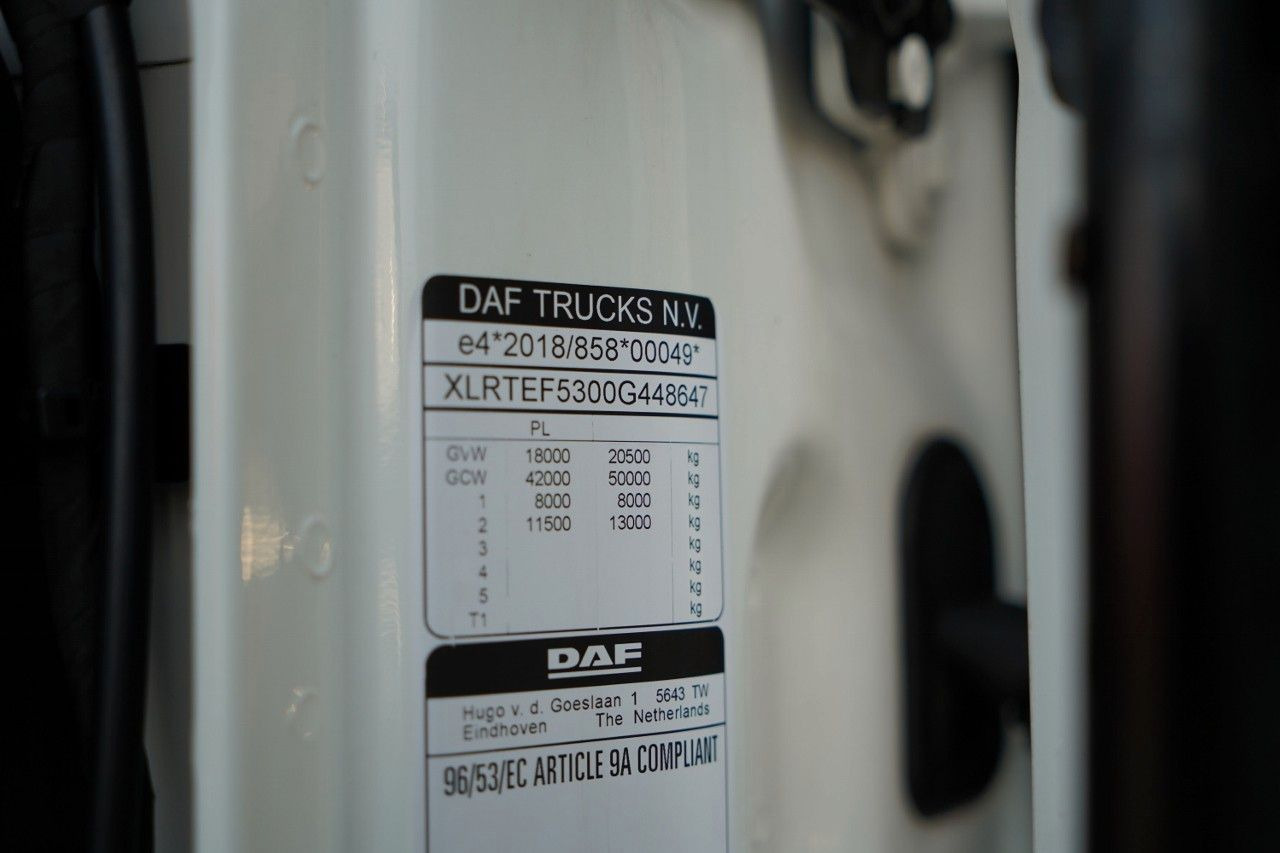 DAF TRUCKS N.V.
e4*2018/858*00049*
XLRTEF5300G448647
PL
GVW 18000 20500 kg
GCW 42000 50000 kg
1 8000 8000 kg
2 11500 13000 kg
3 kg
4 kg
5 kg
T1 kg
DAF
Hugo v. d. Goeslaan 1 5643 TW
Eindhoven The Netherlands
96/53/EC ARTICLE 9A COMPLIANT